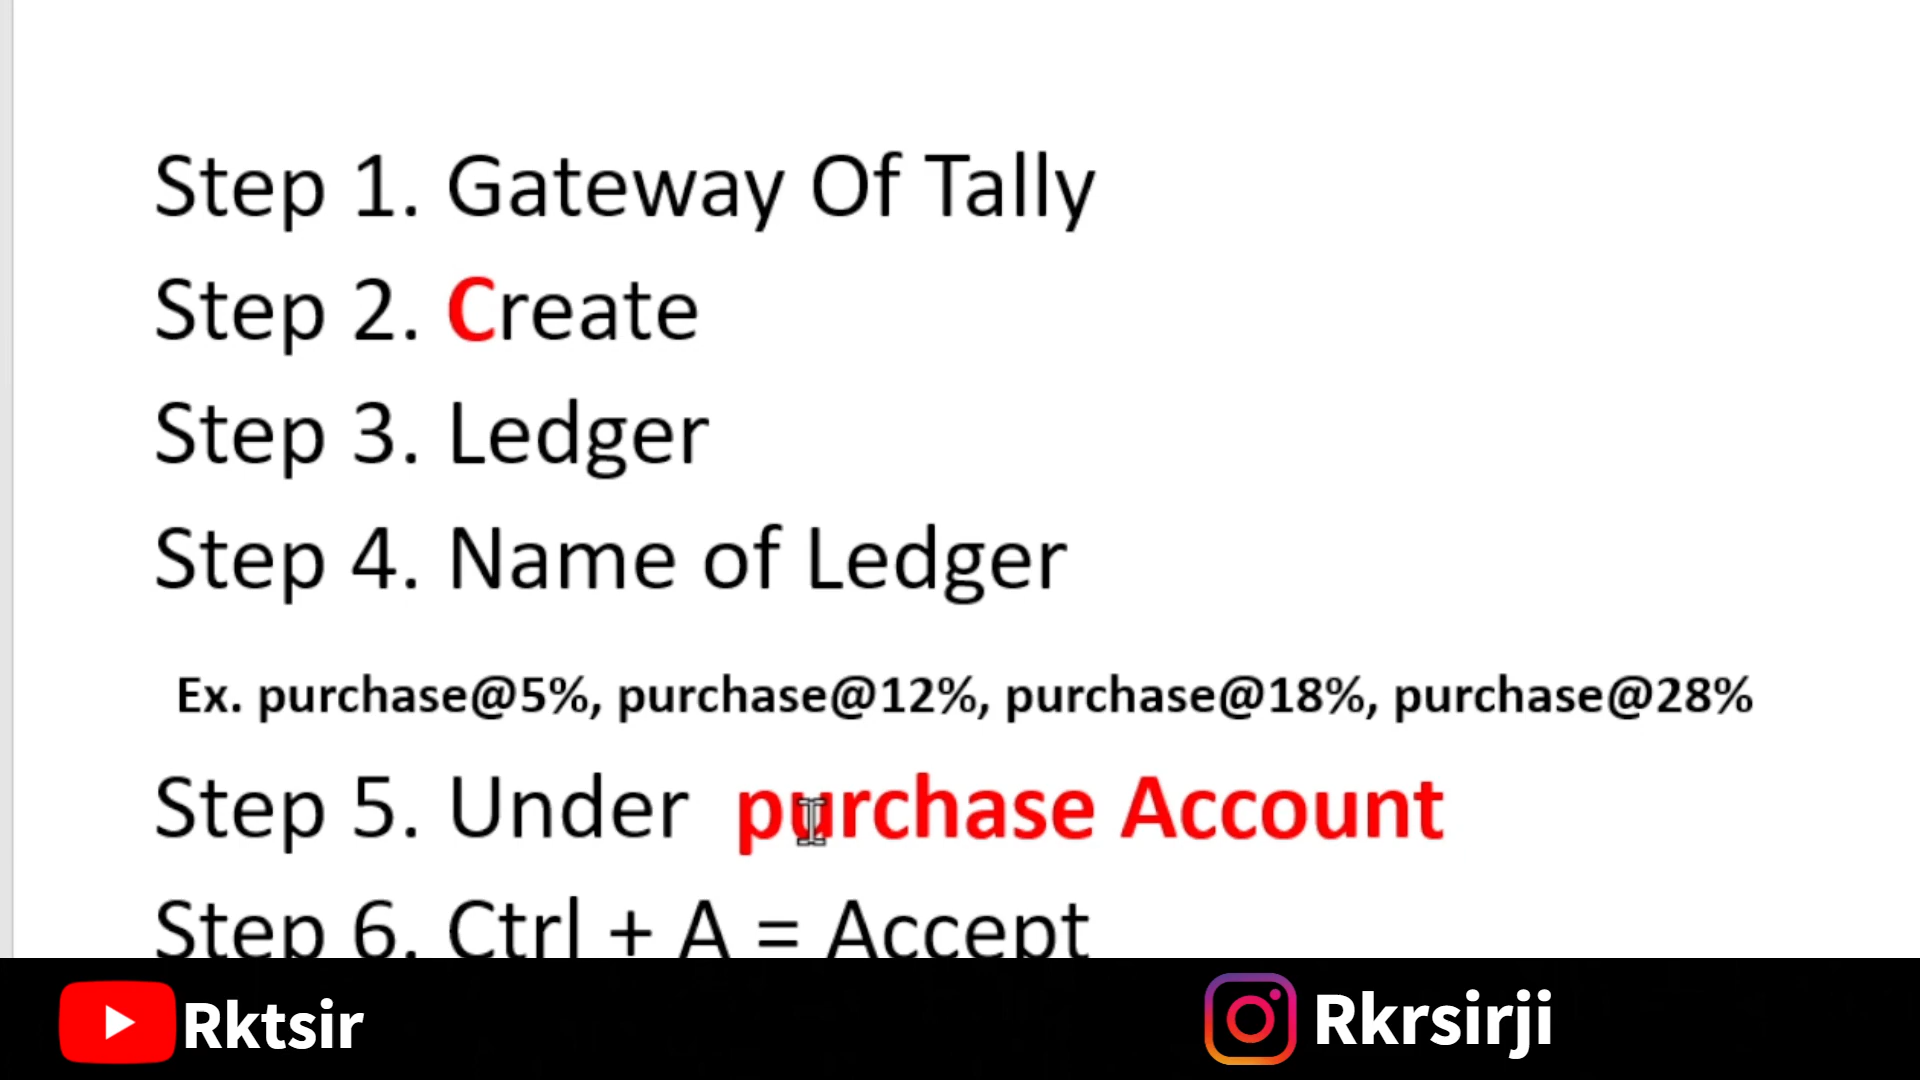 Step 1. Gateway Of Tally
Step 2. Create
Step 3. Ledger
Step 4. Name of Ledger
Ex. purchase@5%, purchase@12%, purchase@18%, purchase@28%
Step 5. Under purchase Account
Step 6. Ctrl + A = Accept
Rktsir
Rkrsirji